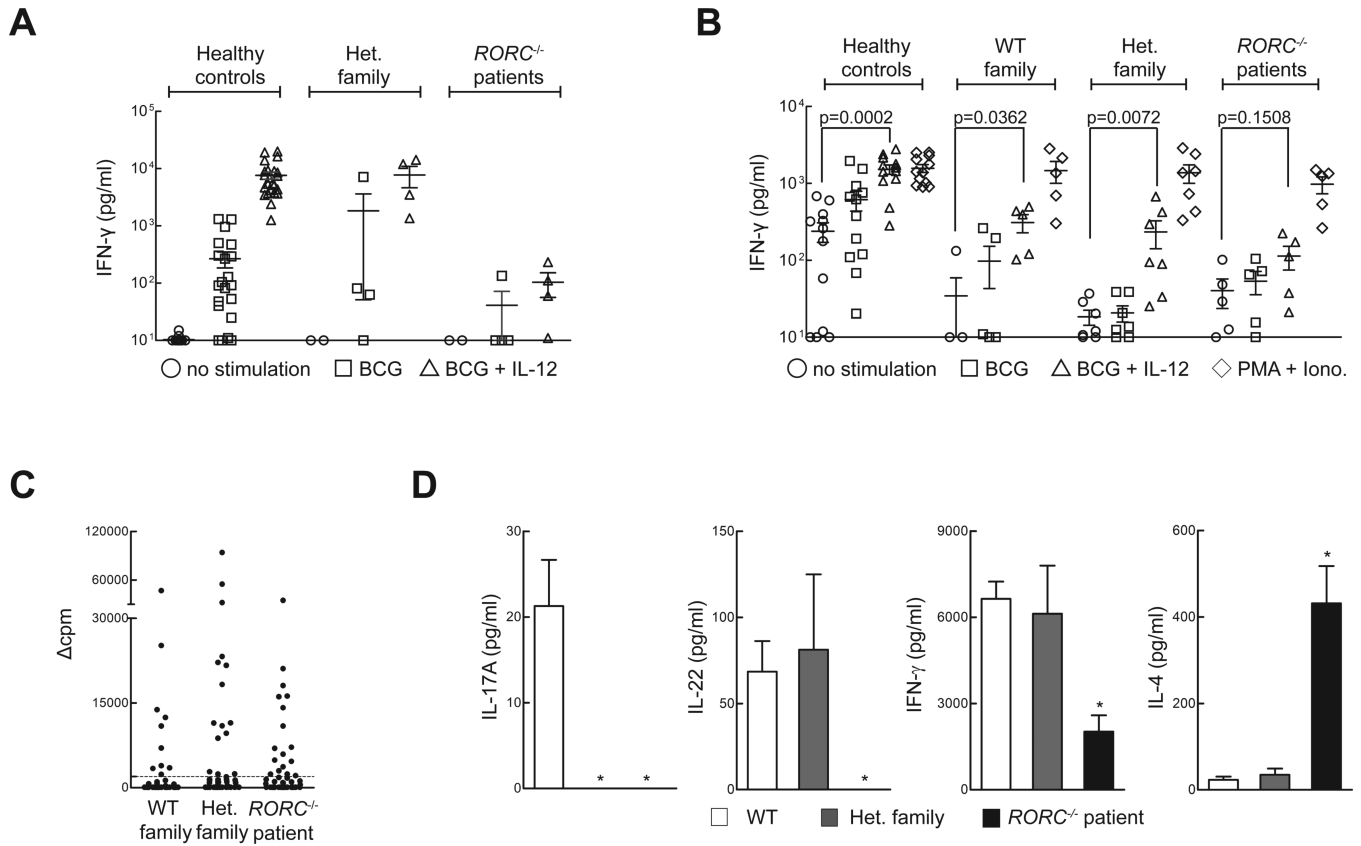 A
Healthy
controls
Het.
family
RORC-/-
patients
IFN-γ (pg/ml)
10^5
10^4
10^3
10^2
10^1
no stimulation
BCG
BCG + IL-12
B
Healthy
controls
WT
family
Het.
family
RORC-/-
patients
p=0.0002
p=0.0362
p=0.0072
p=0.1508
IFN-γ (pg/ml)
10^4
10^3
10^2
10^1
no stimulation
BCG
BCG + IL-12
PMA + Iono.
C
Δcpm
120000
60000
30000
15000
0
WT
family
Het.
family
RORC-/-
patient
D
IL-17A (pg/ml)
30
20
10
0
* *
IL-22 (pg/ml)
150
100
50
0
*
IFN-γ (pg/ml)
9000
6000
3000
0
*
IL-4 (pg/ml)
600
400
200
0
*
WT
Het. family
RORC-/- patient